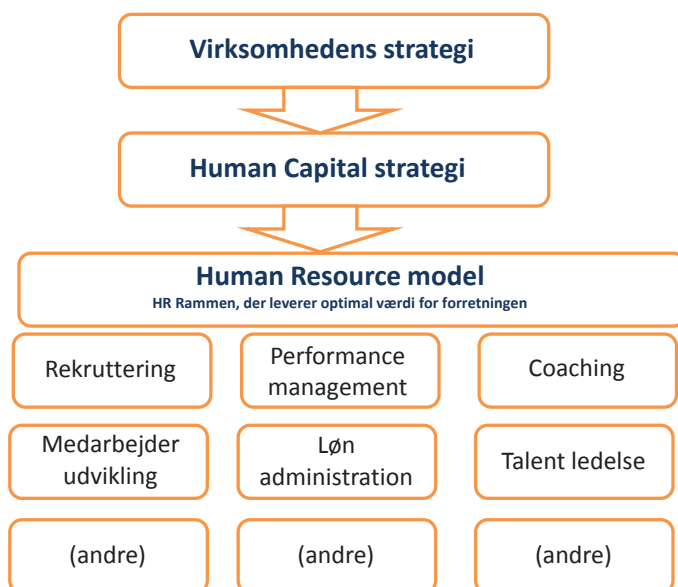 Virksomhedens strategi
Human Capital strategi
Human Resource model
HR Rammen, der leverer optimal værdi for forretningen
Rekruttering
Performance
management
Coaching
Medarbejder
udvikling
Løn
administration
Talent ledelse
(andre)
(andre)
(andre)